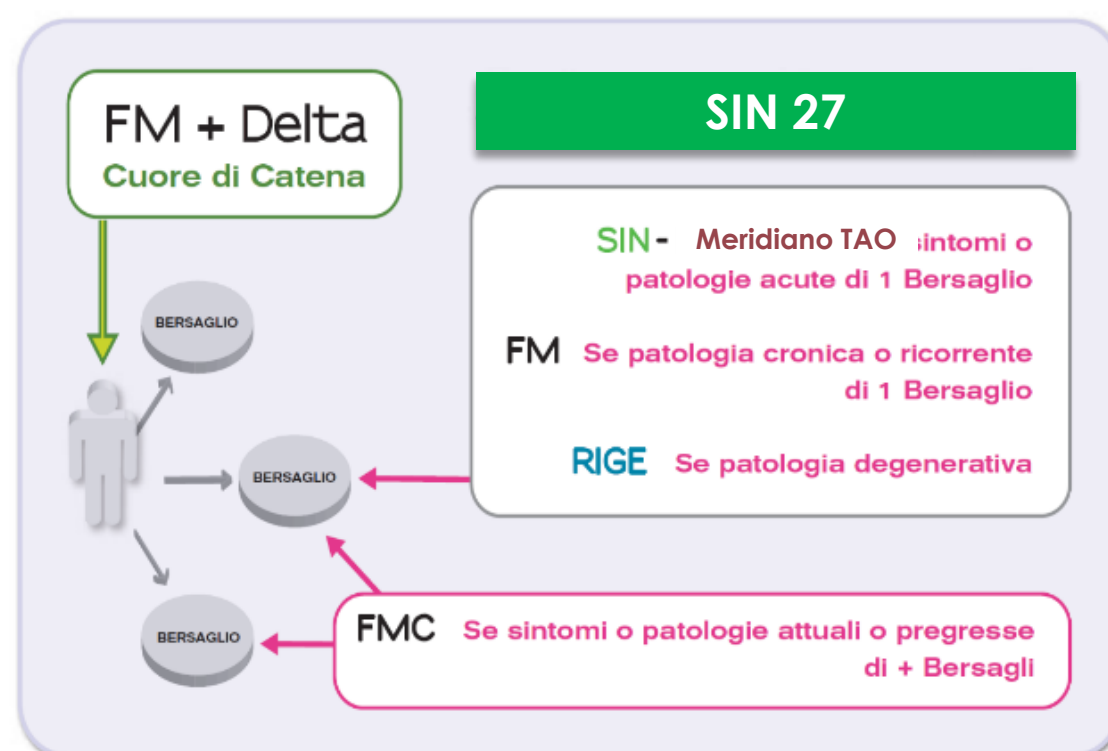 FM + Delta
Cuore di Catena
SIN 27
SIN - Meridiano TAO sintomi o
patologie acute di 1 Bersaglio
FM Se patologia cronica o ricorrente
di 1 Bersaglio
RIGE Se patologia degenerativa
BERSAGLIO
BERSAGLIO
BERSAGLIO
FMC Se sintomi o patologie attuali o pregresse
di + Bersagli